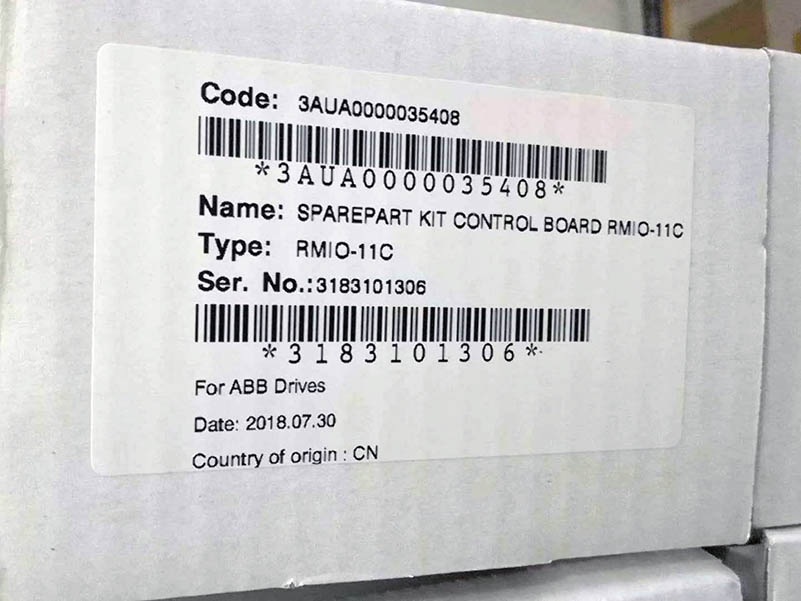 Code: 3AUA0000035408
*3AUA0000035408*
Name: SPAREPART KIT CONTROL BOARD RMIO-11C
Type: RMIO-11C
Ser. No.:3183101306
*3183101306*
For ABB Drives
Date: 2018.07.30
Country of origin : CN